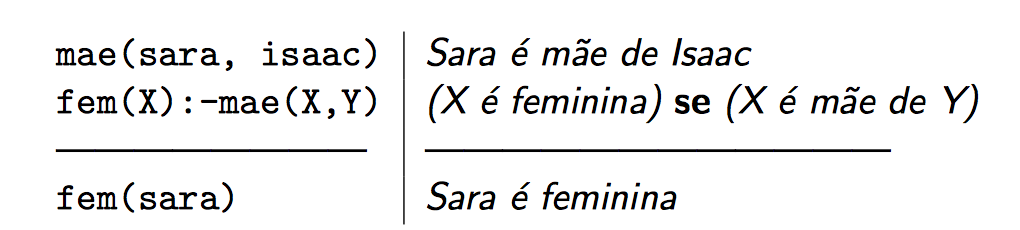 mae(sara, isaac) Sara é mãe de Isaac
fem(X):-mae(X,Y) (X é feminina) se (X é mãe de Y)
fem(sara) Sara é feminina